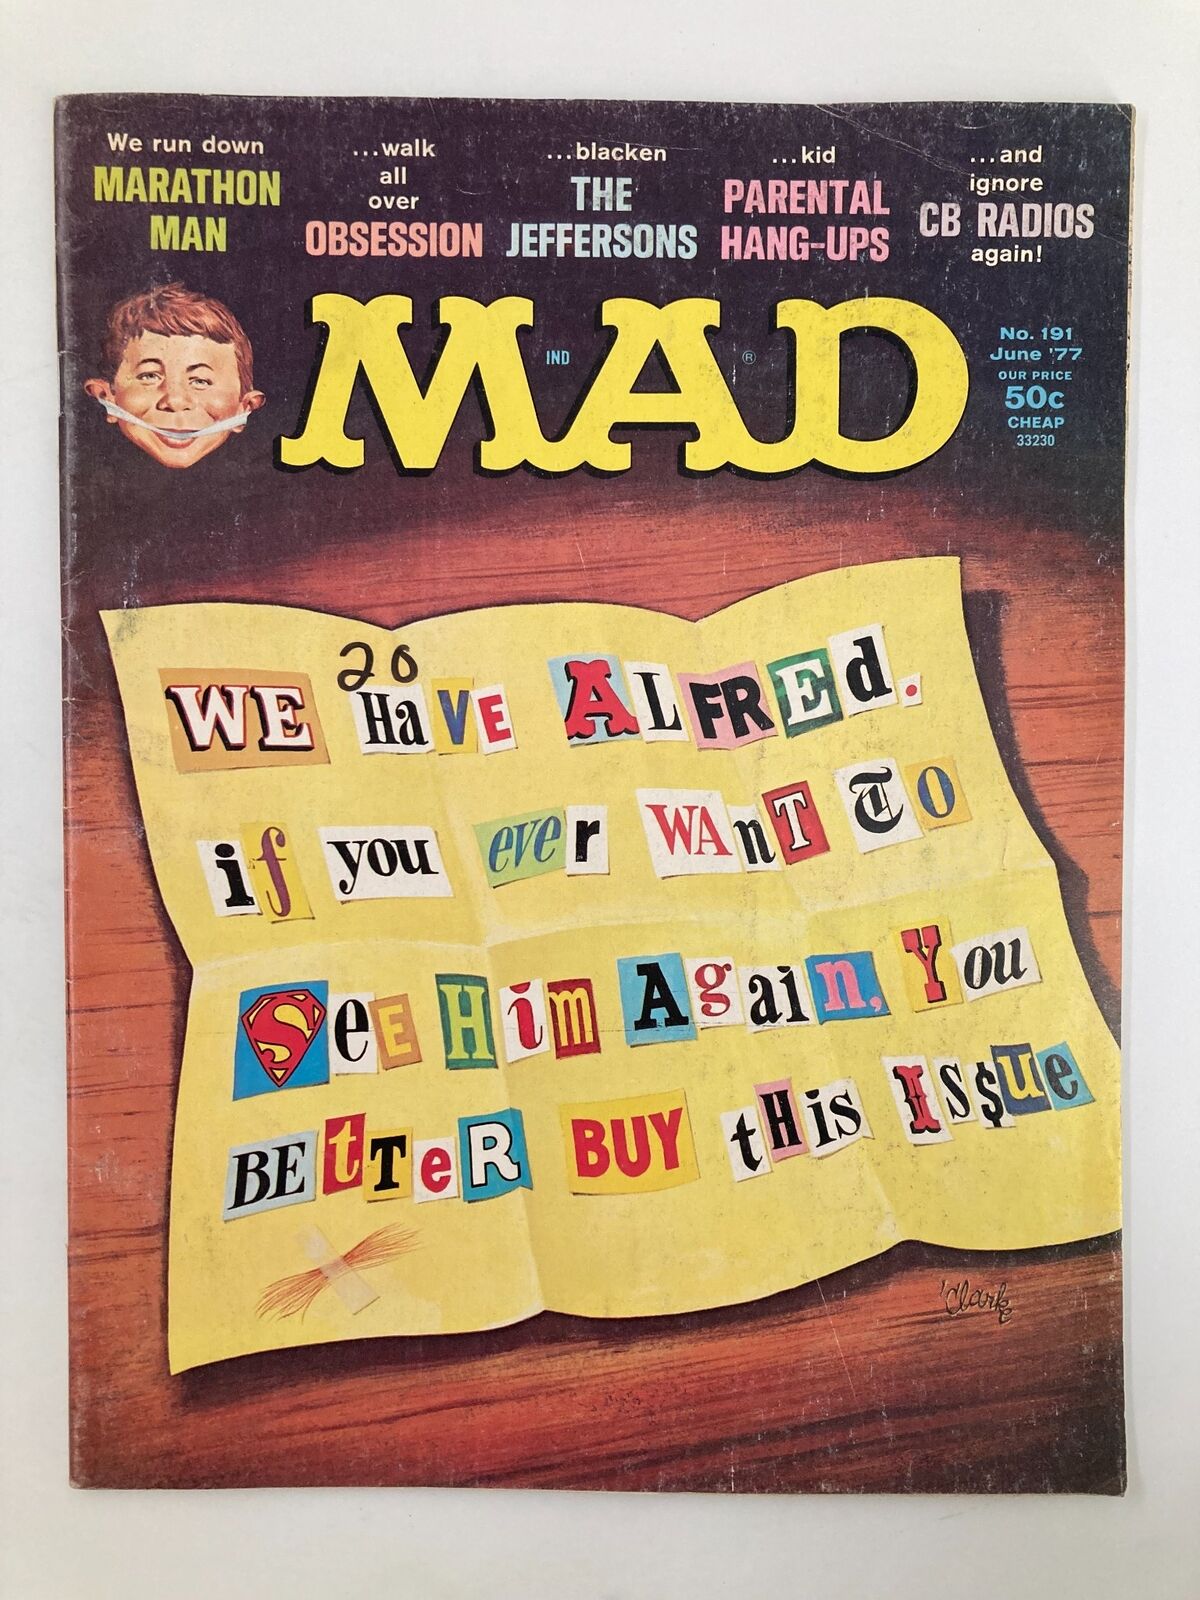 We run down
MARATHON
MAN
...walk
all
over
OBSESSION
...blacken
THE
JEFFERSONS
...kid
PARENTAL
HANG-UPS
...and
ignore
CB RADIOS
again!
MAD
IND
®
No. 191
June '77
OUR PRICE
50c
CHEAP
33230
20
WE HaVE ALFREd.
if you ever WAnT To
SeE Him Again, You
BEtTeR BUY tHis Is$ue
Clarke